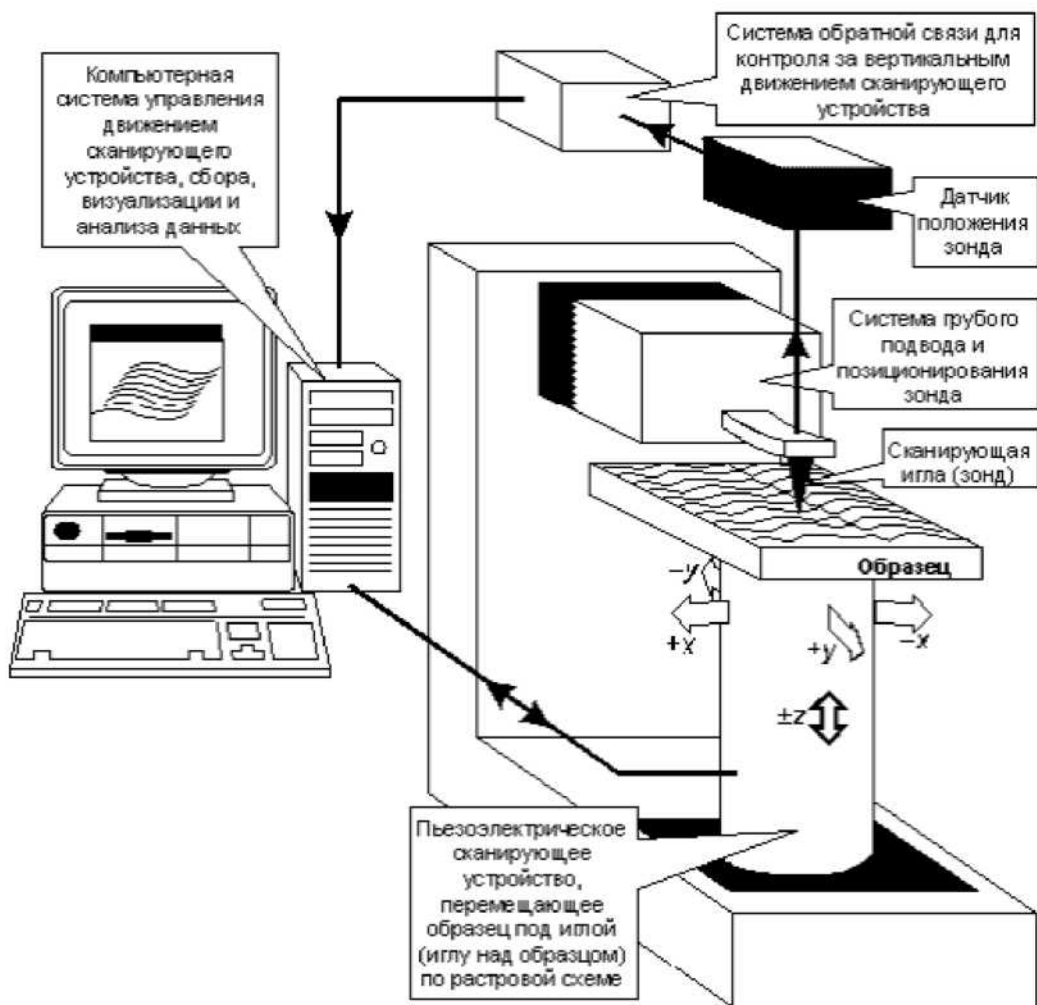 Система обратной связи для
контроля за вертикальным
движением сканирующего
устройства
Компьютерная
система управления
движением
сканирующего
устройства, сбора,
визуализации и
анализа данных
Датчик
положения
зонда
Система грубого
подвода и
позиционирования
зонда
Сканирующая
игла (зонд)
Образец
–y
+x
+y
–x
±z
Пьезоэлектрическое
сканирующее
устройство,
перемещающее
образец под иглой
(иглу над образцом)
по растровой схеме